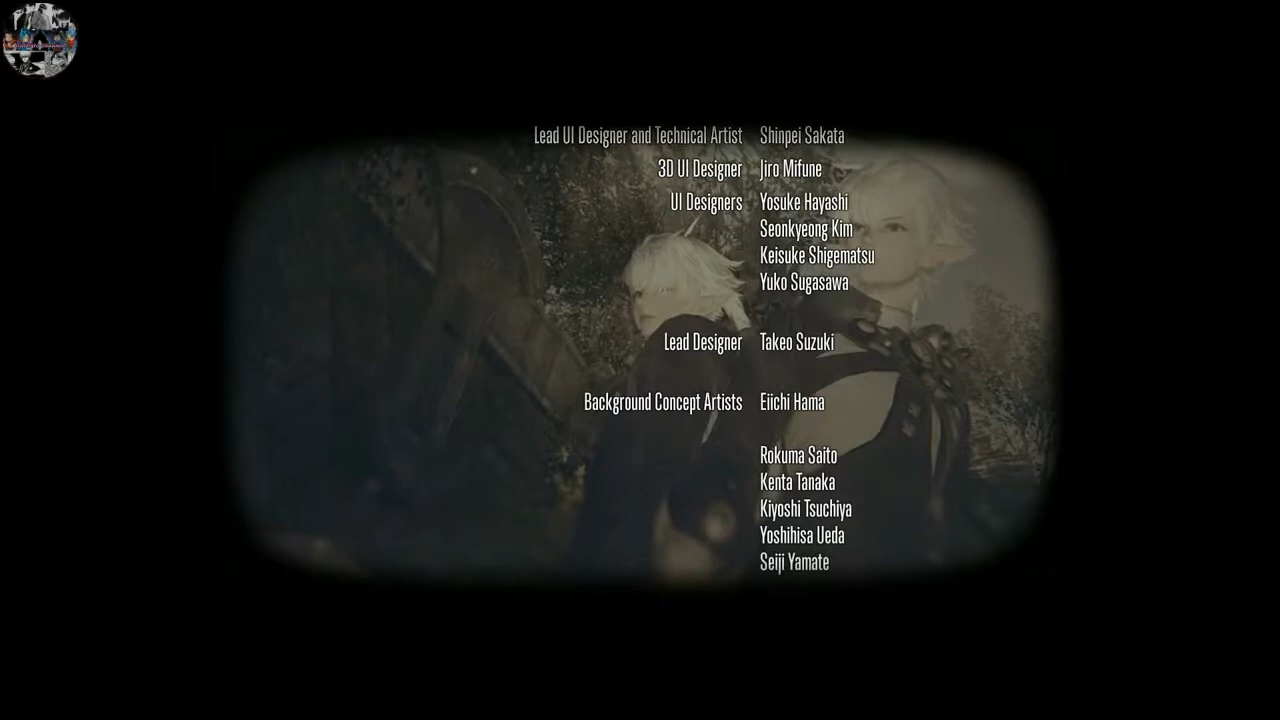 Lead UI Designer and Technical Artist Shinpei Sakata
3D UI Designer Jiro Mifune
UI Designers Yosuke Hayashi
Seonkyeong Kim
Keisuke Shigematsu
Yuko Sugasawa
Lead Designer Takeo Suzuki
Background Concept Artists Eiichi Hama
Rokuma Saito
Kenta Tanaka
Kiyoshi Tsuchiya
Yoshihisa Ueda
Seiji Yamate